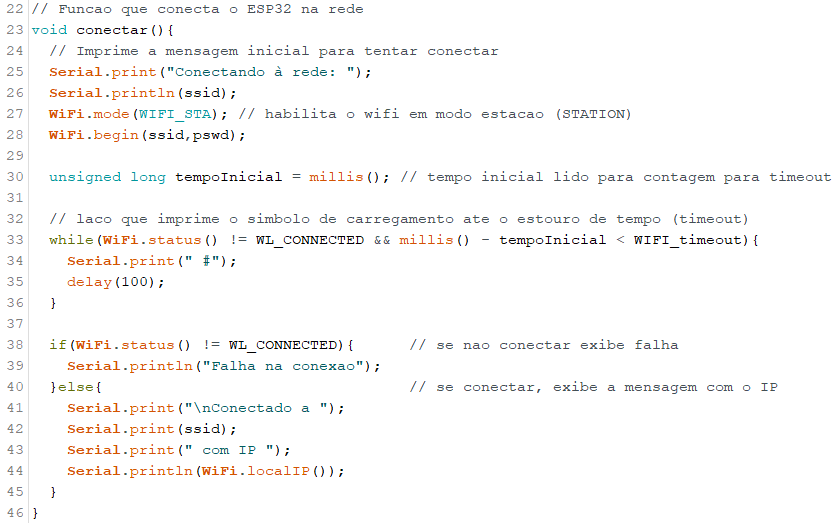 22 // Funcao que conecta o ESP32 na rede
23 void conectar(){
24   // Imprime a mensagem inicial para tentar conectar
25   Serial.print("Conectando à rede: ");
26   Serial.println(ssid);
27   WiFi.mode(WIFI_STA); // habilita o wifi em modo estacao (STATION)
28   WiFi.begin(ssid,pswd);
29
30   unsigned long tempoInicial = millis(); // tempo inicial lido para contagem para timeout
31
32   // laco que imprime o simbolo de carregamento ate o estouro de tempo (timeout)
33   while(WiFi.status() != WL_CONNECTED && millis() - tempoInicial < WIFI_timeout){
34     Serial.print(" #");
35     delay(100);
36   }
37
38   if(WiFi.status() != WL_CONNECTED){      // se nao conectar exibe falha
39     Serial.println("Falha na conexao");
40   }else{                                  // se conectar, exibe a mensagem com o IP
41     Serial.print("\nConectado a ");
42     Serial.print(ssid);
43     Serial.print(" com IP ");
44     Serial.println(WiFi.localIP());
45   }
46 }